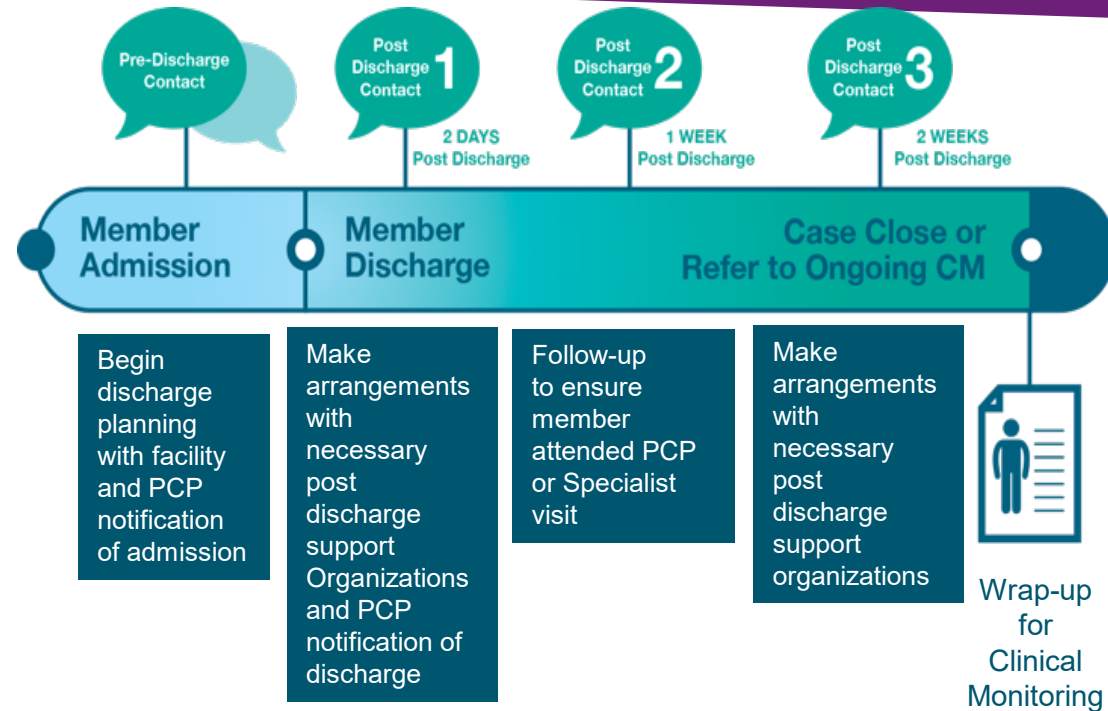 Pre-Discharge
Contact
Post
Discharge
Contact
1
2 DAYS
Post Discharge
Post
Discharge
Contact
2
1 WEEK
Post Discharge
Post
Discharge
Contact
3
2 WEEKS
Post Discharge
Member
Admission
Member
Discharge
Case Close or
Refer to Ongoing CM
Begin
discharge
planning
with facility
and PCP
notification
of admission
Make
arrangements
with
necessary
post
discharge
support
Organizations
and PCP
notification of
discharge
Follow-up
to ensure
member
attended PCP
or Specialist
visit
Make
arrangements
with
necessary
post
discharge
support
organizations
Wrap-up
for
Clinical
Monitoring